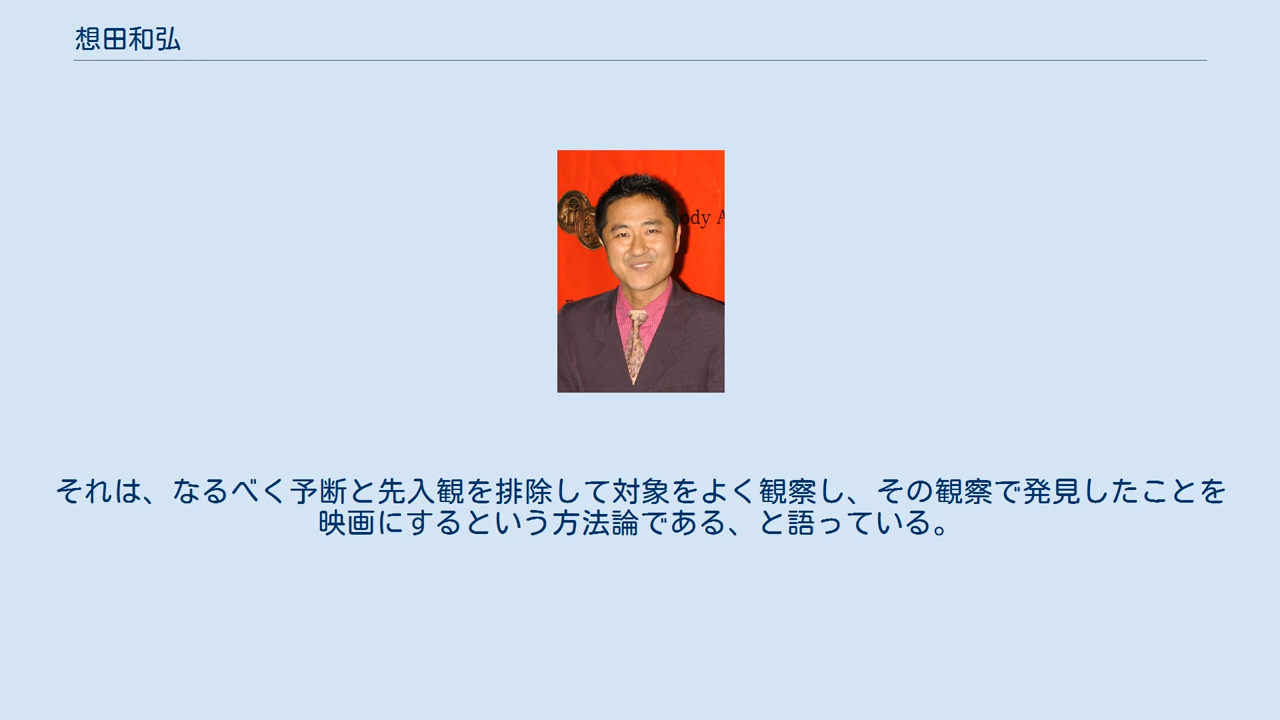 想田和弘
ody A
それは、なるべく予断と先入観を排除して対象をよく観察し、その観察で発見したことを
映画にするという方法論である、と語っている。